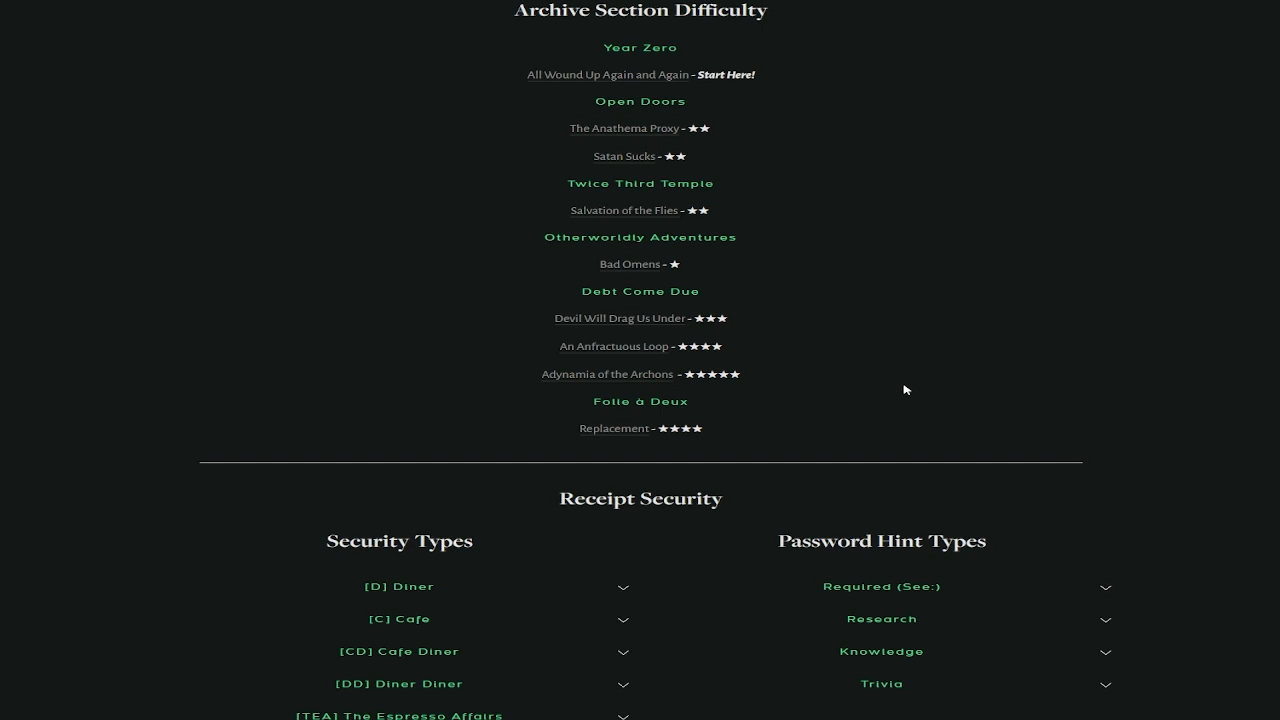 Archive Section Difficulty
Year Zero
All Wound Up Again and Again - Start Here!
Open Doors
The Anathema Proxy - ★★
Satan Sucks - ★★
Twice Third Temple
Salvation of the Flies - ★★
Otherworldly Adventures
Bad Omens - ★
Debt Come Due
Devil Will Drag Us Under - ★★★
An Anfractuous Loop - ★★★★
Adynamia of the Archons - ★★★★★
Folie à Deux
Replacement - ★★★★
Receipt Security
Security Types
Password Hint Types
[D] Diner
Required (See:)
[C] Cafe
Research
[CD] Cafe Diner
Knowledge
[DD] Diner Diner
Trivia
[TEA] The Espresso Affairs